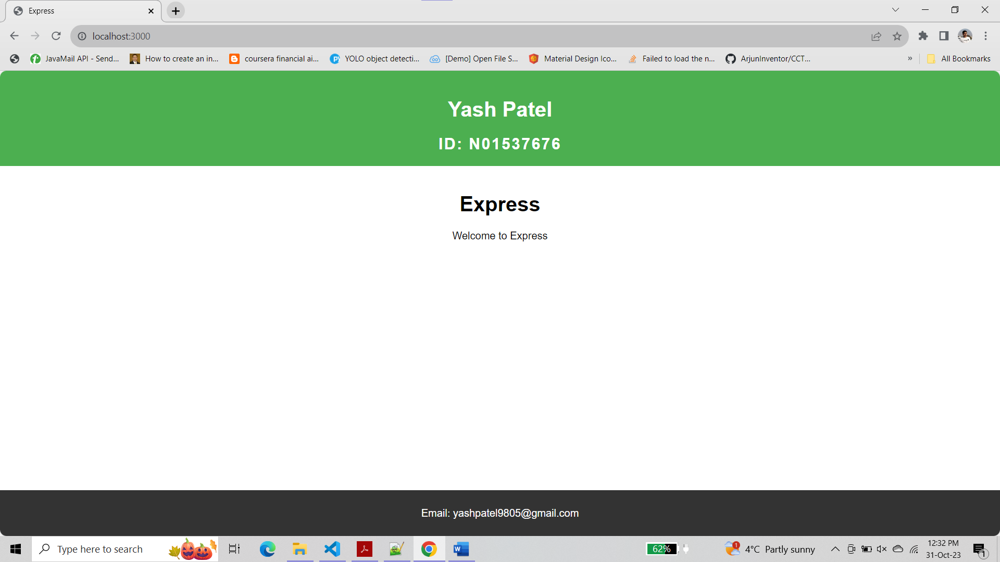 Express
localhost:3000
JavaMail API - Send... How to create an in... coursera financial ai... YOLO object detecti... [Demo] Open File S... Material Design Ico... Failed to load the n... ArjunInventor/CCT... » All Bookmarks
Yash Patel
ID: N01537676
Express
Welcome to Express
Email: yashpatel9805@gmail.com
Type here to search 62% 1 4°C Partly sunny 12:32 PM
31-Oct-23 1